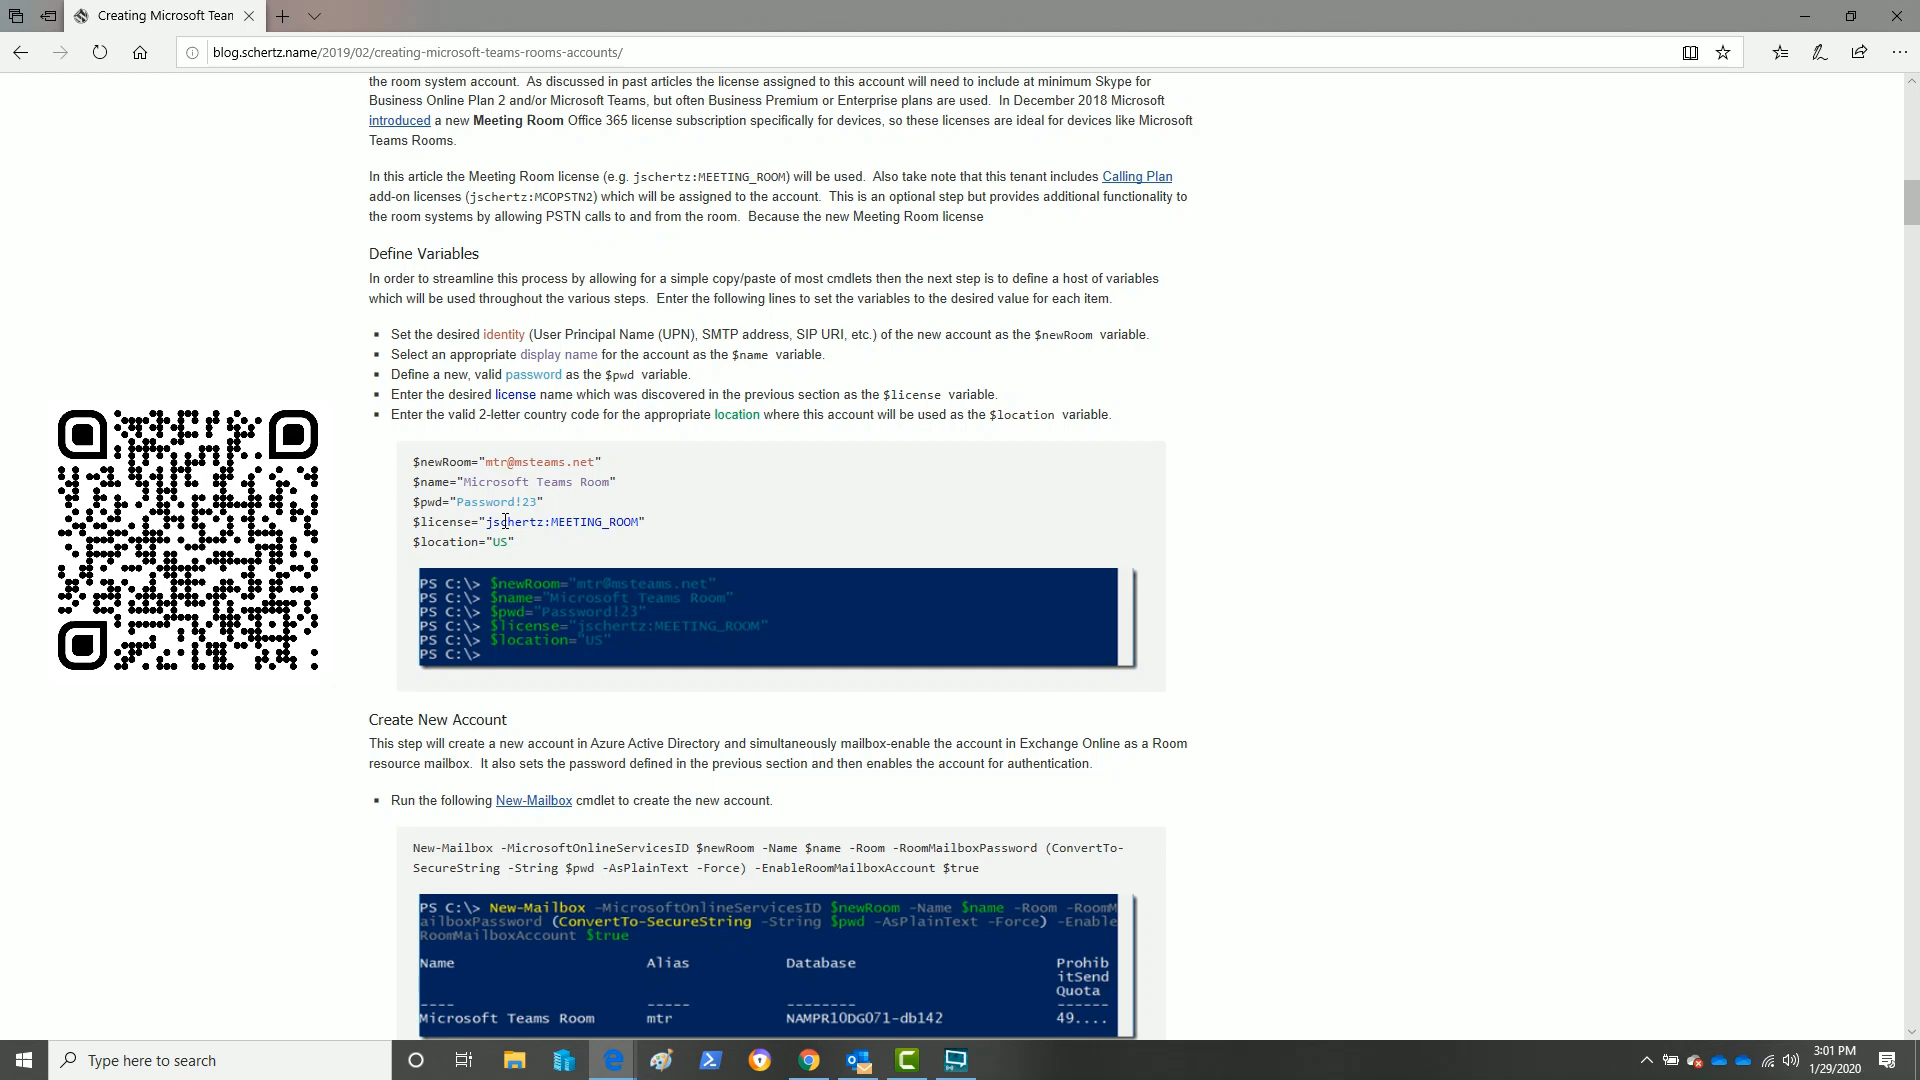 Creating Microsoft Tean
blog.schertz.name/2019/02/creating-microsoft-teams-rooms-accounts/
the room system account.  As discussed in past articles the license assigned to this account will need to include at minimum Skype for
Business Online Plan 2 and/or Microsoft Teams, but often Business Premium or Enterprise plans are used.  In December 2018 Microsoft
introduced a new Meeting Room Office 365 license subscription specifically for devices, so these licenses are ideal for devices like Microsoft
Teams Rooms.
In this article the Meeting Room license (e.g. jschertz:MEETING_ROOM) will be used.  Also take note that this tenant includes Calling Plan
add-on licenses (jschertz:MCOPSTN2) which will be assigned to the account.  This is an optional step but provides additional functionality to
the room systems by allowing PSTN calls to and from the room.  Because the new Meeting Room license
Define Variables
In order to streamline this process by allowing for a simple copy/paste of most cmdlets then the next step is to define a host of variables
which will be used throughout the various steps.  Enter the following lines to set the variables to the desired value for each item.
Set the desired identity (User Principal Name (UPN), SMTP address, SIP URI, etc.) of the new account as the $newRoom variable.
Select an appropriate display name for the account as the $name variable.
Define a new, valid password as the $pwd variable.
Enter the desired license name which was discovered in the previous section as the $license variable.
Enter the valid 2-letter country code for the appropriate location where this account will be used as the $location variable.
$newRoom="mtr@msteams.net"
$name="Microsoft Teams Room"
$pwd="Password!23"
$license="jschertz:MEETING_ROOM"
$location="US"
PS C:\> $newRoom="mtr@msteams.net"
PS C:\> $name="Microsoft Teams Room"
PS C:\> $pwd="Password!23"
PS C:\> $license="jschertz:MEETING_ROOM"
PS C:\> $location="US"
PS C:\>
Create New Account
This step will create a new account in Azure Active Directory and simultaneously mailbox-enable the account in Exchange Online as a Room
resource mailbox.  It also sets the password defined in the previous section and then enables the account for authentication.
Run the following New-Mailbox cmdlet to create the new account.
New-Mailbox -MicrosoftOnlineServicesID $newRoom -Name $name -Room -RoomMailboxPassword (ConvertTo-
SecureString -String $pwd -AsPlainText -Force) -EnableRoomMailboxAccount $true
PS C:\> New-Mailbox -MicrosoftOnlineServicesID $newRoom -Name $name -Room -RoomM
ailboxPassword (ConvertTo-SecureString -String $pwd -AsPlainText -Force) -Enable
RoomMailboxAccount $true
Name Alias Database Prohib
itSend
Quota
---- ----- -------- ------
Microsoft Teams Room mtr NAMPR10DG071-db142 49....
Type here to search
3:01 PM
1/29/2020